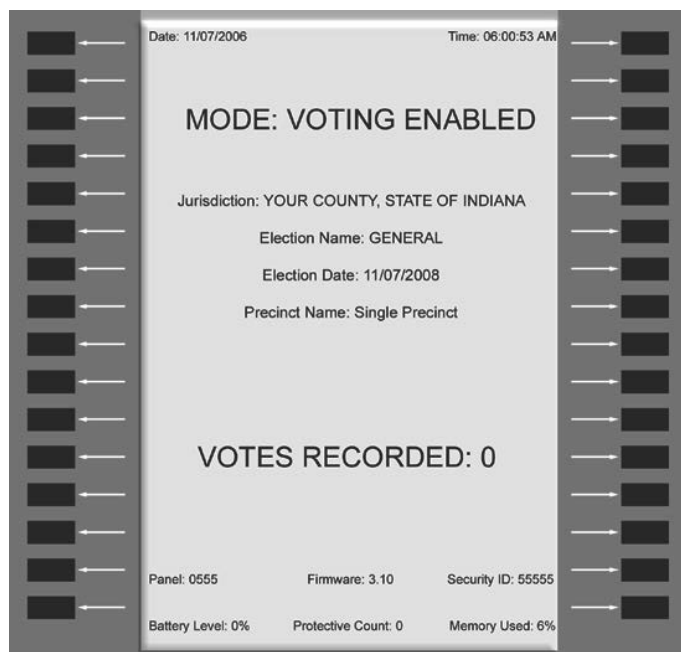 Date: 11/07/2006 Time: 06:00:53 AM
MODE: VOTING ENABLED
Jurisdiction: YOUR COUNTY, STATE OF INDIANA
Election Name: GENERAL
Election Date: 11/07/2008
Precinct Name: Single Precinct
VOTES RECORDED: 0
Panel: 0555 Firmware: 3.10 Security ID: 55555
Battery Level: 0% Protective Count: 0 Memory Used: 6%